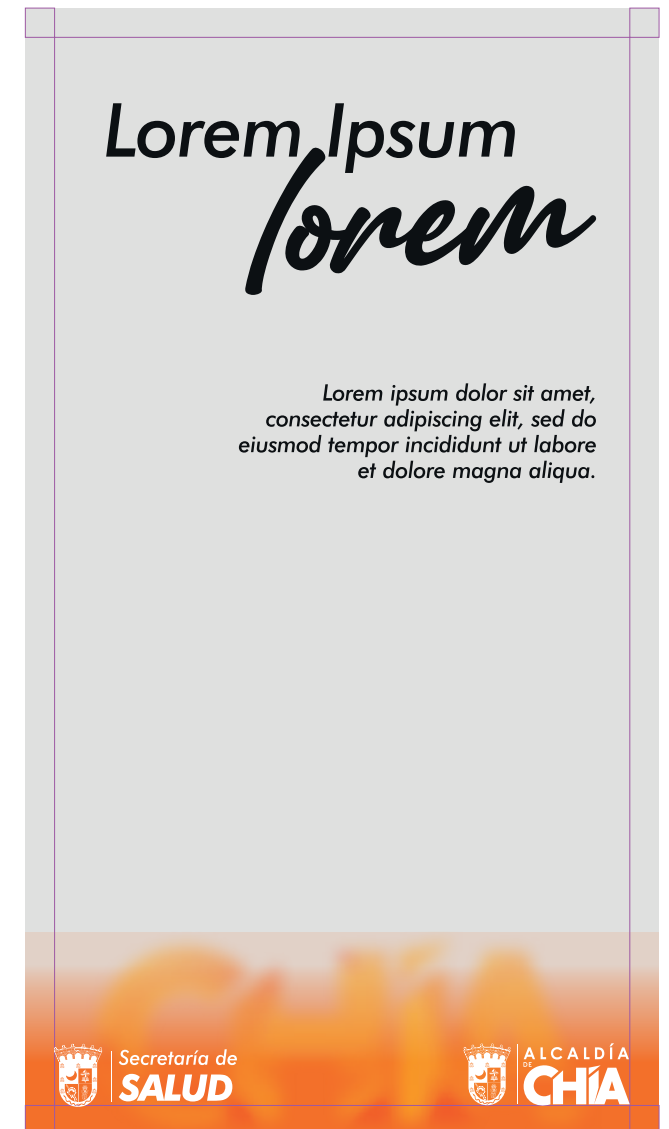 Lorem Ipsum
lorem
Lorem ipsum dolor sit amet,
consectetur adipiscing elit, sed do
eiusmod tempor incididunt ut labore
et dolore magna aliqua.
CHÍA
Secretaría de
SALUD
ALCALDÍA
DE
CHÍA